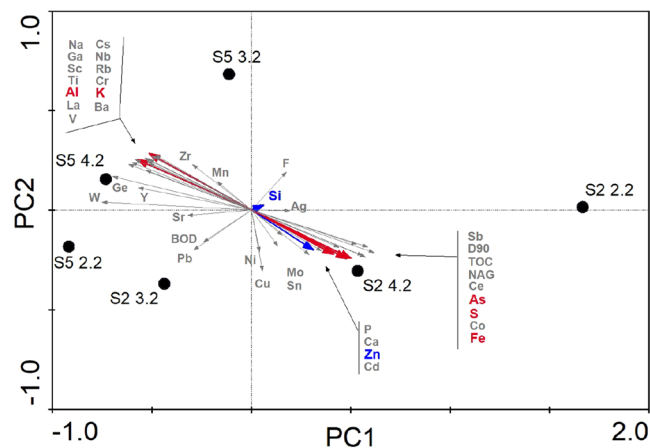 1.0
Na Cs
Ga Nb
Sc Rb
Ti Cr
Al K
La Ba
V
S5 3.2
Zr
Mn
F
S5 4.2
Ge
W
Y
Si
Ag
S2 2.2
Sr
BOD
Pb
S5 2.2
S2 3.2
Ni
Cu
Mo
Sn
S2 4.2
Sb
D90
TOC
NAG
Ce
As
S
Co
Fe
P
Ca
Zn
Cd
PC2
-1.0
-1.0
PC1
2.0